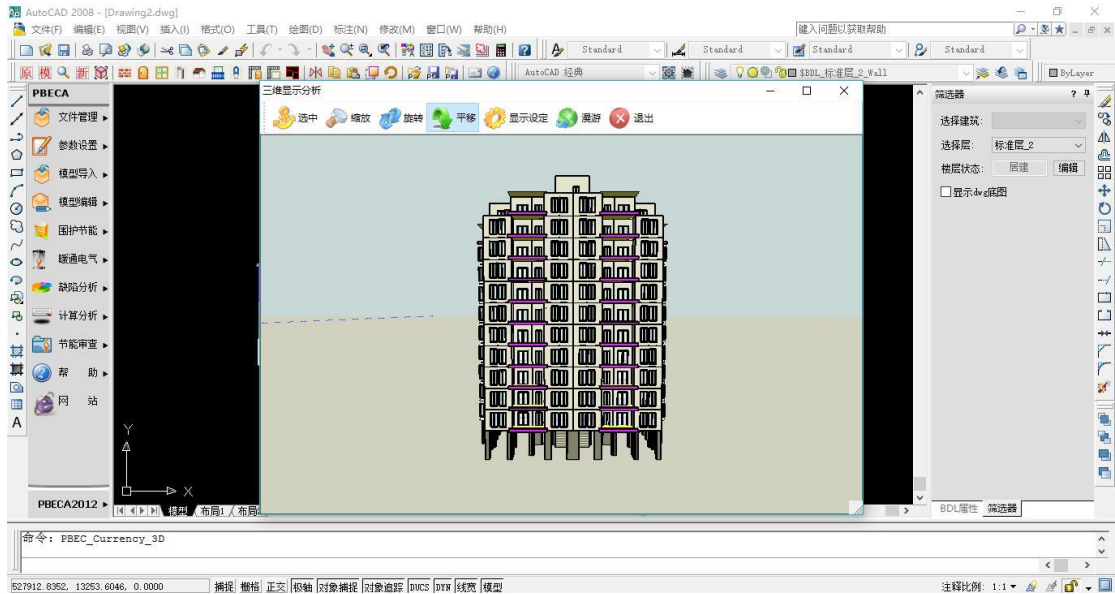 AutoCAD 2008 - [Drawing2.dwg]
文件(F) 编辑(E) 视图(V) 插入(I) 格式(O) 工具(T) 绘图(D) 标注(N) 修改(M) 窗口(W) 帮助(H) 键入问题以获取帮助
A Standard Standard Standard Standard
原 模 新 AutoCAD 经典 $BDL_标准层_2_Wall ByLayer
PBECA
文件管理
参数设置
模型导入
模型编辑
围护节能
暖通电气
缺陷分析
计算分析
节能审查
帮 助
网 站
PBECA2012
A
三维显示分析
选中 缩放 旋转 平移 显示设定 漫游 退出
Y
X
模型 布局1 布局
筛选器
选择建筑:
选择层: 标准层_2
楼层状态: 居建 编辑
显示dwg底图
BDL属性 筛选器
命令: PBEC_Currency_3D
527912.8352, 13253.6046, 0.0000 捕捉 栅格 正交 极轴 对象捕捉 对象追踪 DUCS DYN 线宽 模型 注释比例: 1:1